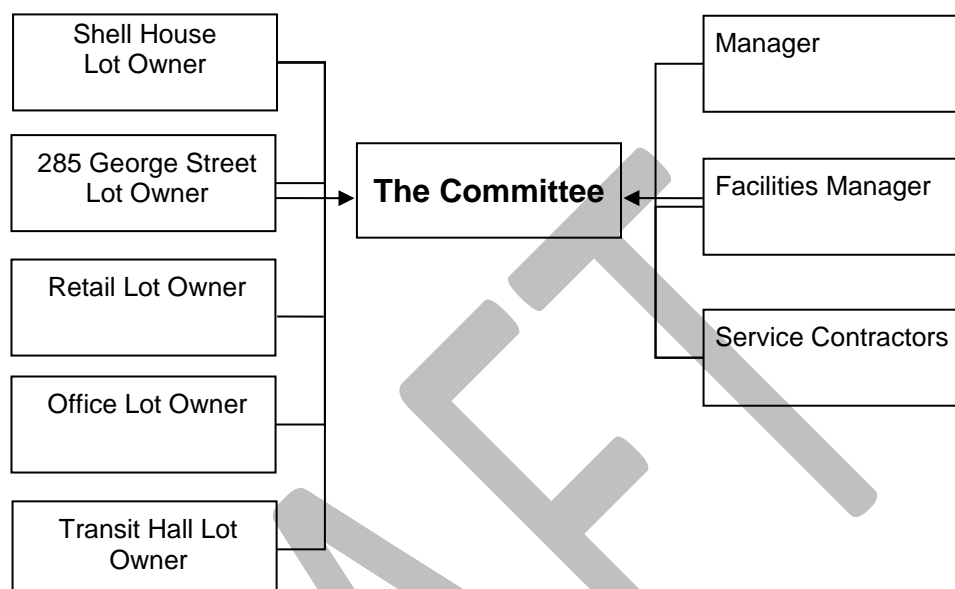 Shell House
Lot Owner
285 George Street
Lot Owner
Retail Lot Owner
Office Lot Owner
Transit Hall Lot
Owner
The Committee
Manager
Facilities Manager
Service Contractors